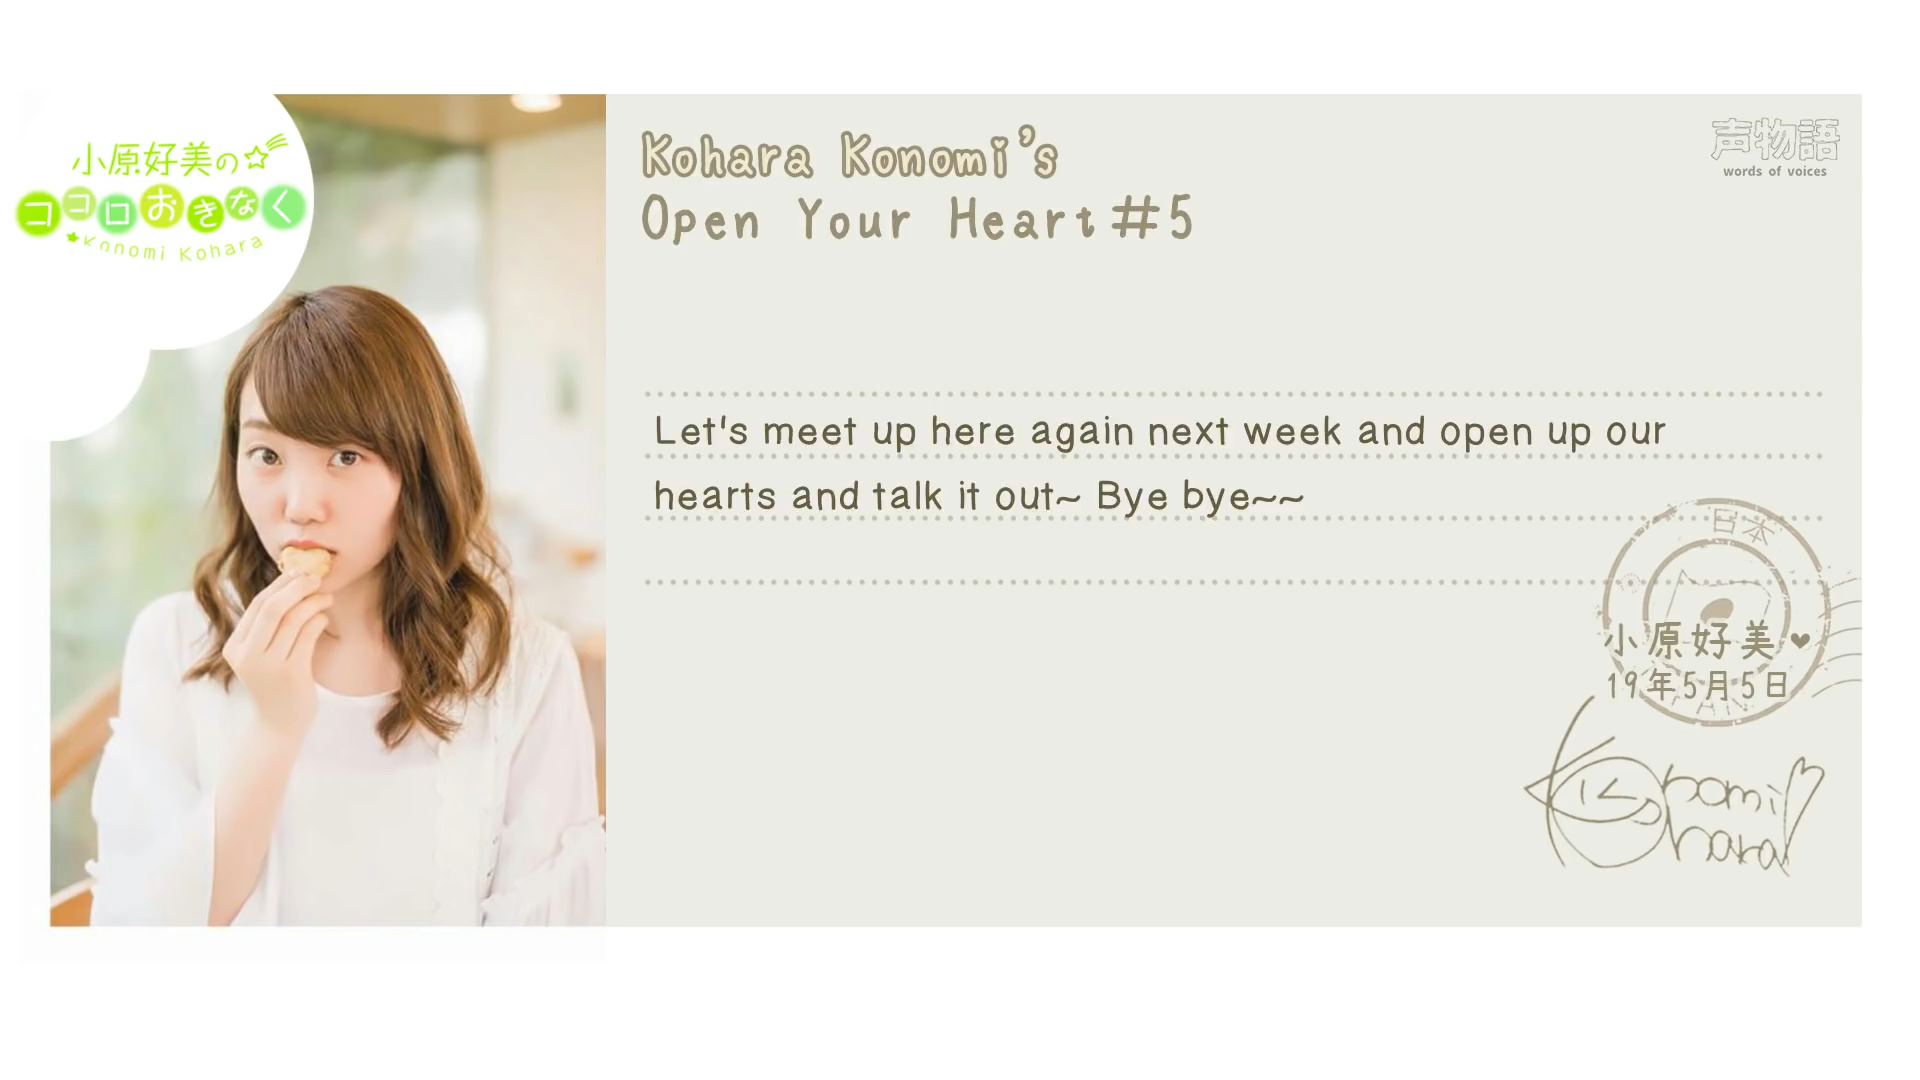 小原好美の☆
ココロおきなく
★Konomi Kohara
Kohara Konomi's
Open Your Heart#5
声物語
words of voices
Let's meet up here again next week and open up our
hearts and talk it out~ Bye bye~~
日本
小原好美❤
19年5月5日
Konomi
Kohara